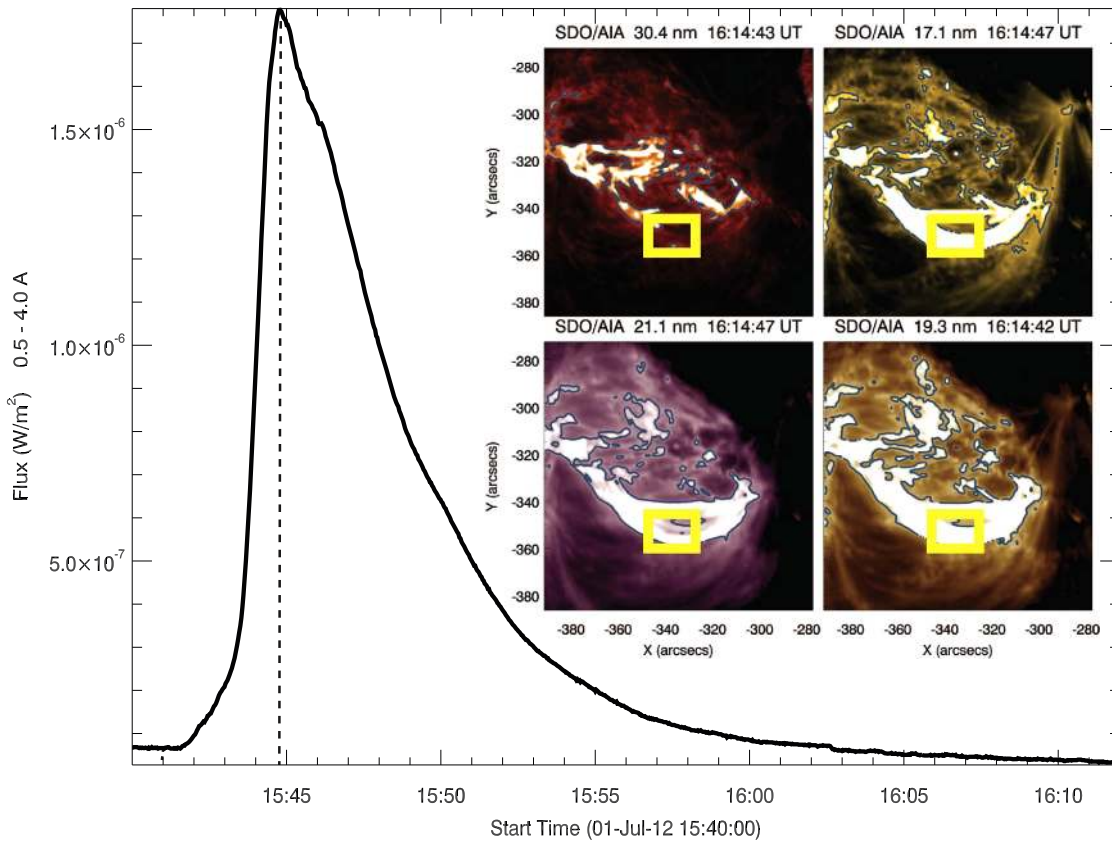 SDO/AIA 30.4 nm 16:14:43 UT
SDO/AIA 17.1 nm 16:14:47 UT
-280
-300
-320
-340
-360
-380
Y (arcsecs)
SDO/AIA 21.1 nm 16:14:47 UT
SDO/AIA 19.3 nm 16:14:42 UT
-280
-300
-320
-340
-360
-380
Y (arcsecs)
-380 -360 -340 -320 -300
-380 -360 -340 -320 -300 -280
X (arcsecs)
X (arcsecs)
1.5×10⁻⁶
1.0×10⁻⁶
5.0×10⁻⁷
Flux (W/m²) 0.5 - 4.0 A
15:45 15:50 15:55 16:00 16:05 16:10
Start Time (01-Jul-12 15:40:00)